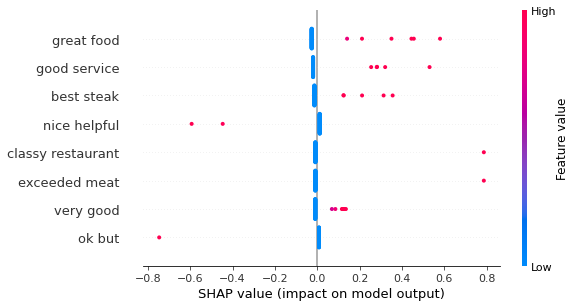 High
great food
good service
best steak
nice helpful
classy restaurant
exceeded meat
very good
ok but
Feature value
Low
−0.8 −0.6 −0.4 −0.2 0.0 0.2 0.4 0.6 0.8
SHAP value (impact on model output)